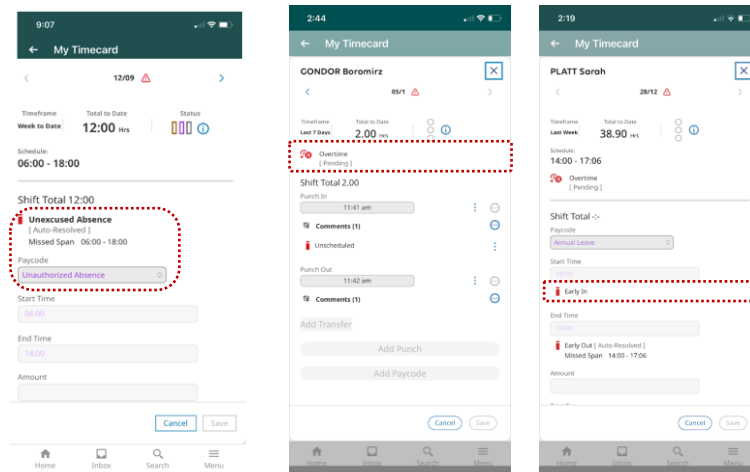 9:07
← My Timecard
< 12/09 >
Timeframe Total to Date Status
Week to Date 12:00 Hrs
Schedule:
06:00 - 18:00
Shift Total 12:00
Unexcused Absence
[ Auto-Resolved ]
Missed Span 06:00 - 18:00
Paycode
Unauthorized Absence
Start Time
06:00
End Time
18:00
Amount
Cancel Save
Home Inbox Search Menu
2:44
← My Timecard
GONDOR Boromirz
< 05/1 >
Timeframe Total to Date
Last 7 Days 2.00 Hrs
Overtime
[ Pending ]
Shift Total 2.00
Punch In
11:41 am
Comments (1)
Unscheduled
Punch Out
11:42 am
Comments (1)
Add Transfer
Add Punch
Add Paycode
Cancel Save
Home Inbox Search Menu
2:19
← My Timecard
PLATT Sarah
< 28/12 >
Timeframe Total to Date
Last Week 38.90 Hrs
Schedule:
14:00 - 17:06
Overtime
[ Pending ]
Shift Total -:-
Paycode
Annual Leave
Start Time
Early In
End Time
14:00
Early Out [ Auto-Resolved ]
Missed Span 14:00 - 17:06
Amount
Cancel Save
Home Inbox Search Menu